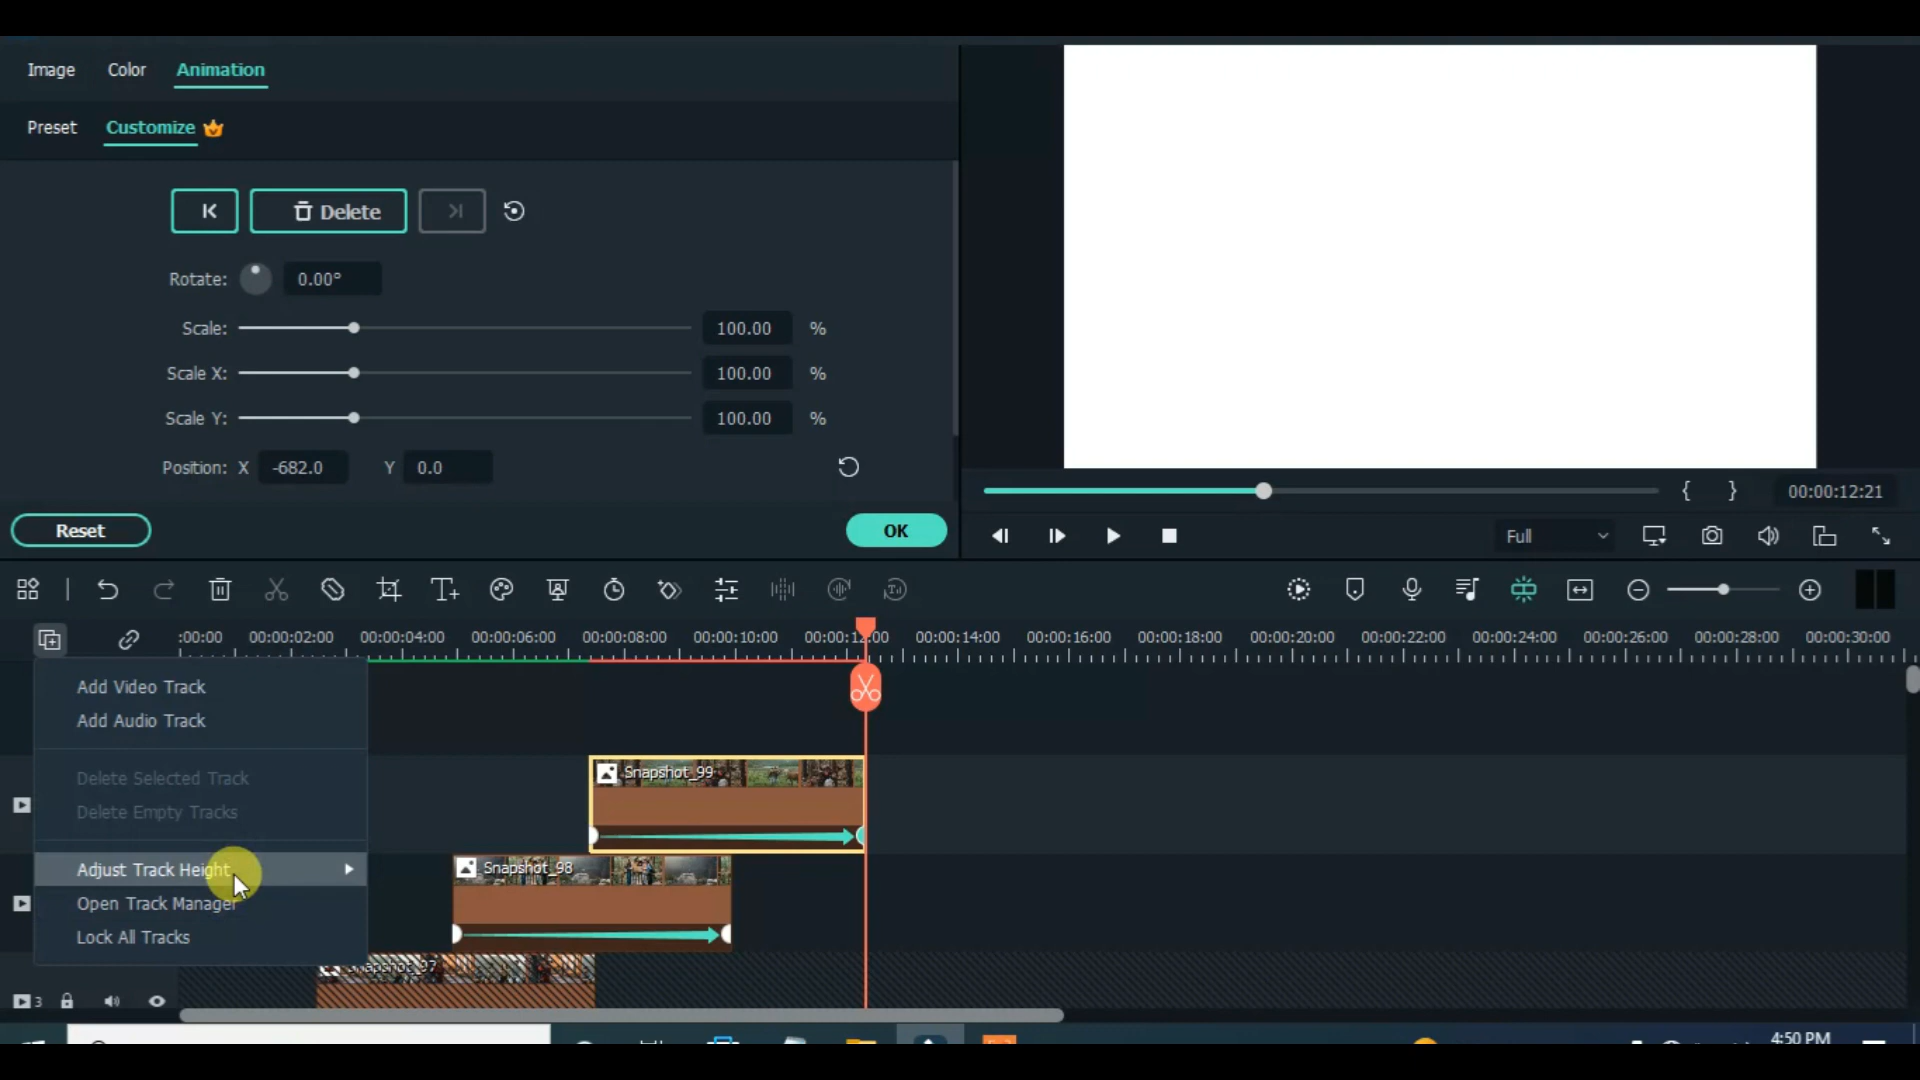 Image Color Animation
Preset Customize
Delete
Rotate: 0.00°
Scale: 100.00 %
Scale X: 100.00 %
Scale Y: 100.00 %
Position: X -682.0 Y 0.0
Reset OK
00:00:12:21
Full
:00:00 00:00:02:00 00:00:04:00 00:00:06:00 00:00:08:00 00:00:10:00 00:00:12:00 00:00:14:00 00:00:16:00 00:00:18:00 00:00:20:00 00:00:22:00 00:00:24:00 00:00:26:00 00:00:28:00 00:00:30:00
Add Video Track
Add Audio Track
Delete Selected Track
Delete Empty Tracks
Adjust Track Height
Open Track Manager
Lock All Tracks
Snapshot_99
Snapshot_98
Snapshot_97
3
4:50 PM